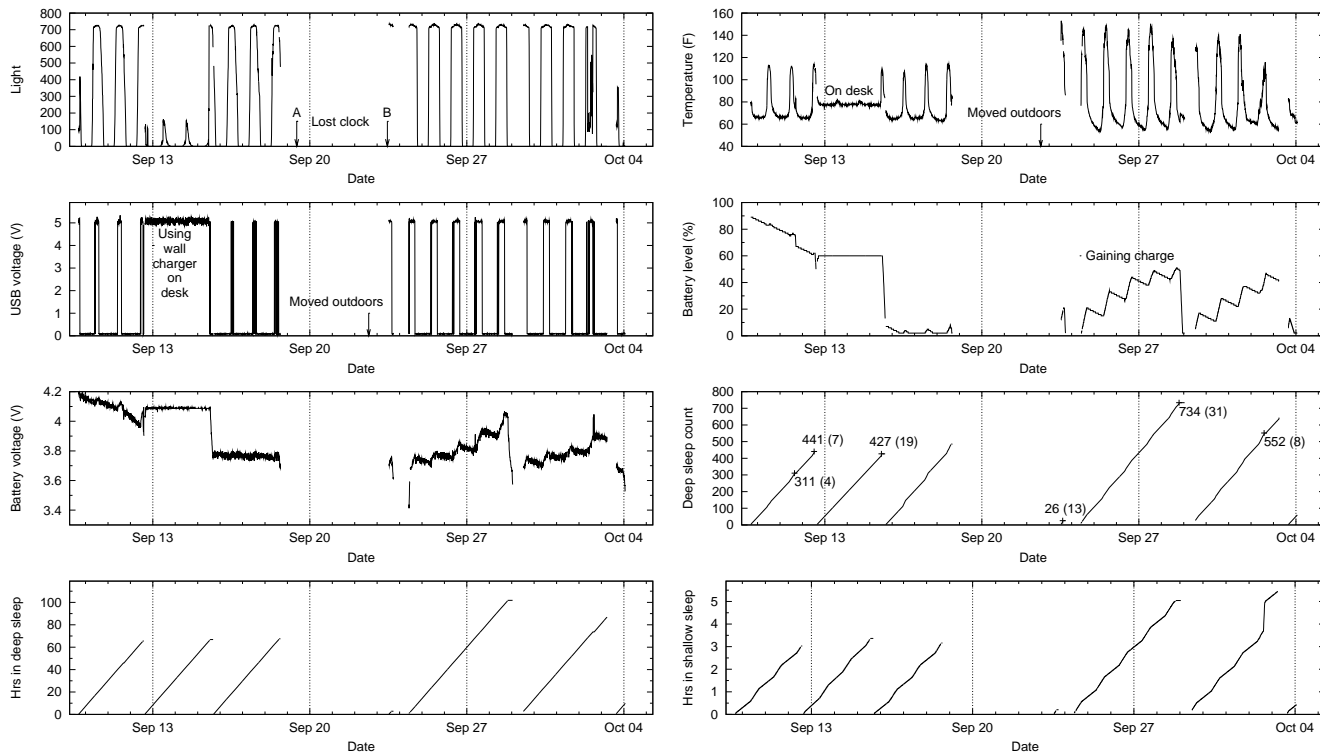 800
700
600
500
400
300
200
100
0
Light
A
Lost clock
B
Sep 13
Sep 20
Sep 27
Oct 04
Date
160
140
120
100
80
60
40
Temperature (F)
On desk
Moved outdoors
Sep 13
Sep 20
Sep 27
Oct 04
Date
5
4
3
2
1
0
USB voltage (V)
Using
wall
charger
on
desk
Moved outdoors
Sep 13
Sep 20
Sep 27
Oct 04
Date
100
80
60
40
20
0
Battery level (%)
Gaining charge
Sep 13
Sep 20
Sep 27
Oct 04
Date
4.2
4
3.8
3.6
3.4
Battery voltage (V)
Sep 13
Sep 20
Sep 27
Oct 04
Date
800
700
600
500
400
300
200
100
0
Deep sleep count
441 (7)
311 (4)
427 (19)
26 (13)
734 (31)
552 (8)
Sep 13
Sep 20
Sep 27
Oct 04
Date
100
80
60
40
20
0
Hrs in deep sleep
Sep 13
Sep 20
Sep 27
Oct 04
Date
5
4
3
2
1
0
Hrs in shallow sleep
Sep 13
Sep 20
Sep 27
Oct 04
Date